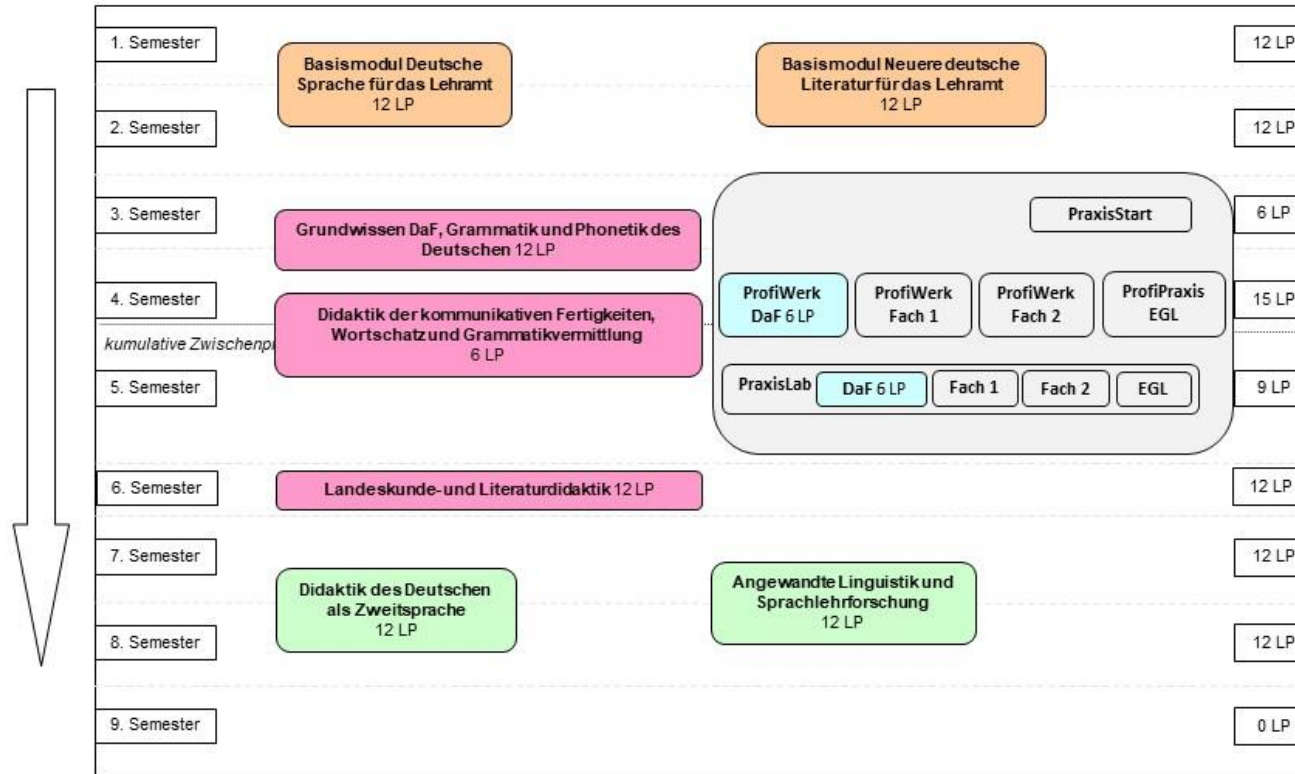 1. Semester
12 LP
Basismodul Deutsche
Sprache für das Lehramt
12 LP
Basismodul Neuere deutsche
Literatur für das Lehramt
12 LP
2. Semester
12 LP
3. Semester
6 LP
PraxisStart
Grundwissen DaF, Grammatik und Phonetik des
Deutschen 12 LP
4. Semester
15 LP
Didaktik der kommunikativen Fertigkeiten,
Wortschatz und Grammatikvermittlung
6 LP
ProfiWerk
DaF 6 LP
ProfiWerk
Fach 1
ProfiWerk
Fach 2
ProfiPraxis
EGL
kumulative
5. Semester
9 LP
PraxisLab
DaF 6 LP
Fach 1
Fach 2
EGL
6. Semester
Landeskunde- und Literaturdidaktik 12 LP
12 LP
7. Semester
12 LP
Didaktik des Deutschen
als Zweitsprache
12 LP
Angewandte Linguistik und
Sprachlehrforschung
12 LP
8. Semester
12 LP
9. Semester
0 LP